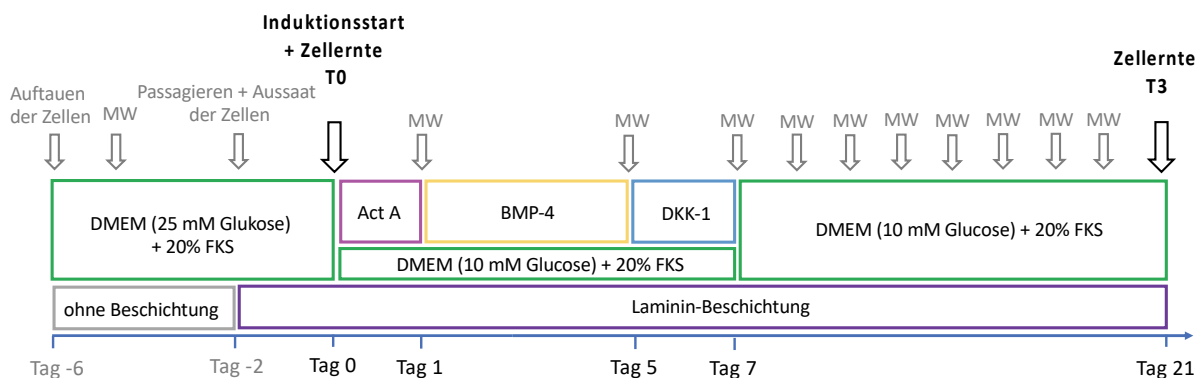 Induktionsstart
+ Zellernte
T0
Zellernte
T3
Auftauen
der Zellen
MW
Passagieren + Aussaat
der Zellen
MW
MW
MW
MW
MW
MW
MW
MW
MW
MW
DMEM (25 mM Glukose)
+ 20% FKS
Act A
BMP-4
DKK-1
DMEM (10 mM Glucose) + 20% FKS
DMEM (10 mM Glucose) + 20% FKS
ohne Beschichtung
Laminin-Beschichtung
Tag -6
Tag -2
Tag 0
Tag 1
Tag 5
Tag 7
Tag 21